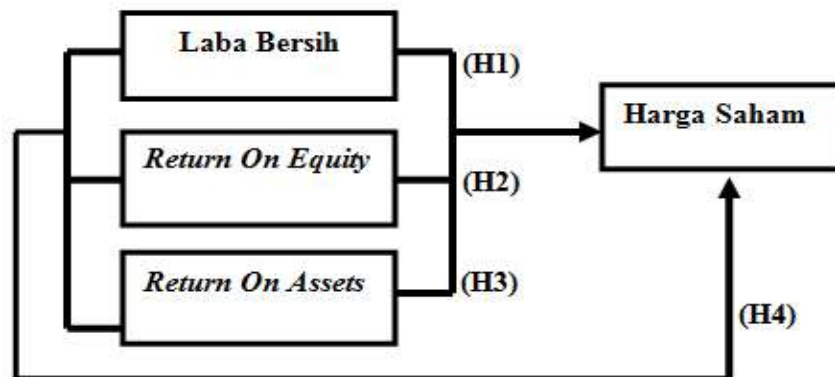 Laba Bersih
(H1)
Harga Saham
Return On Equity
(H2)
Return On Assets
(H3)
(H4)